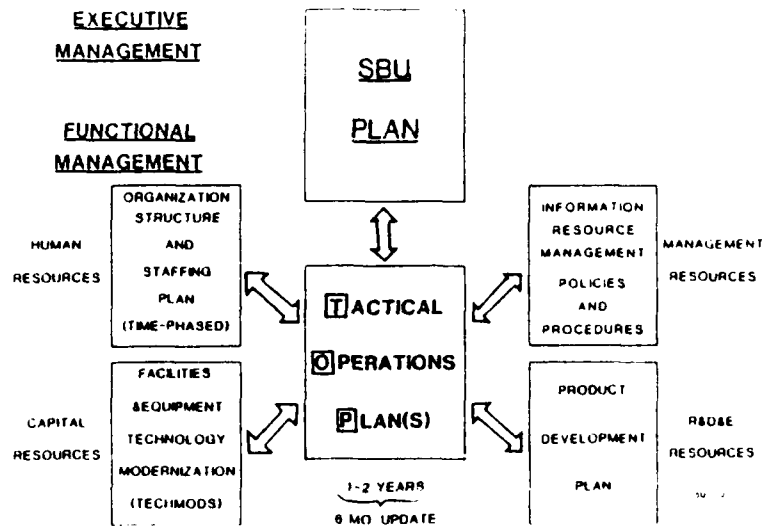 EXECUTIVE
MANAGEMENT
SBU
PLAN
FUNCTIONAL
MANAGEMENT
HUMAN
RESOURCES
ORGANIZATION
STRUCTURE
AND
STAFFING
PLAN
(TIME-PHASED)
INFORMATION
RESOURCE
MANAGEMENT
POLICIES
AND
PROCEDURES
MANAGEMENT
RESOURCES
TACTICAL
OPERATIONS
PLAN(S)
CAPITAL
RESOURCES
FACILITIES
&EQUIPMENT
TECHNOLOGY
MODERNIZATION
(TECHMODS)
PRODUCT
DEVELOPMENT
PLAN
R&D&E
RESOURCES
1-2 YEARS
6 MO UPDATE